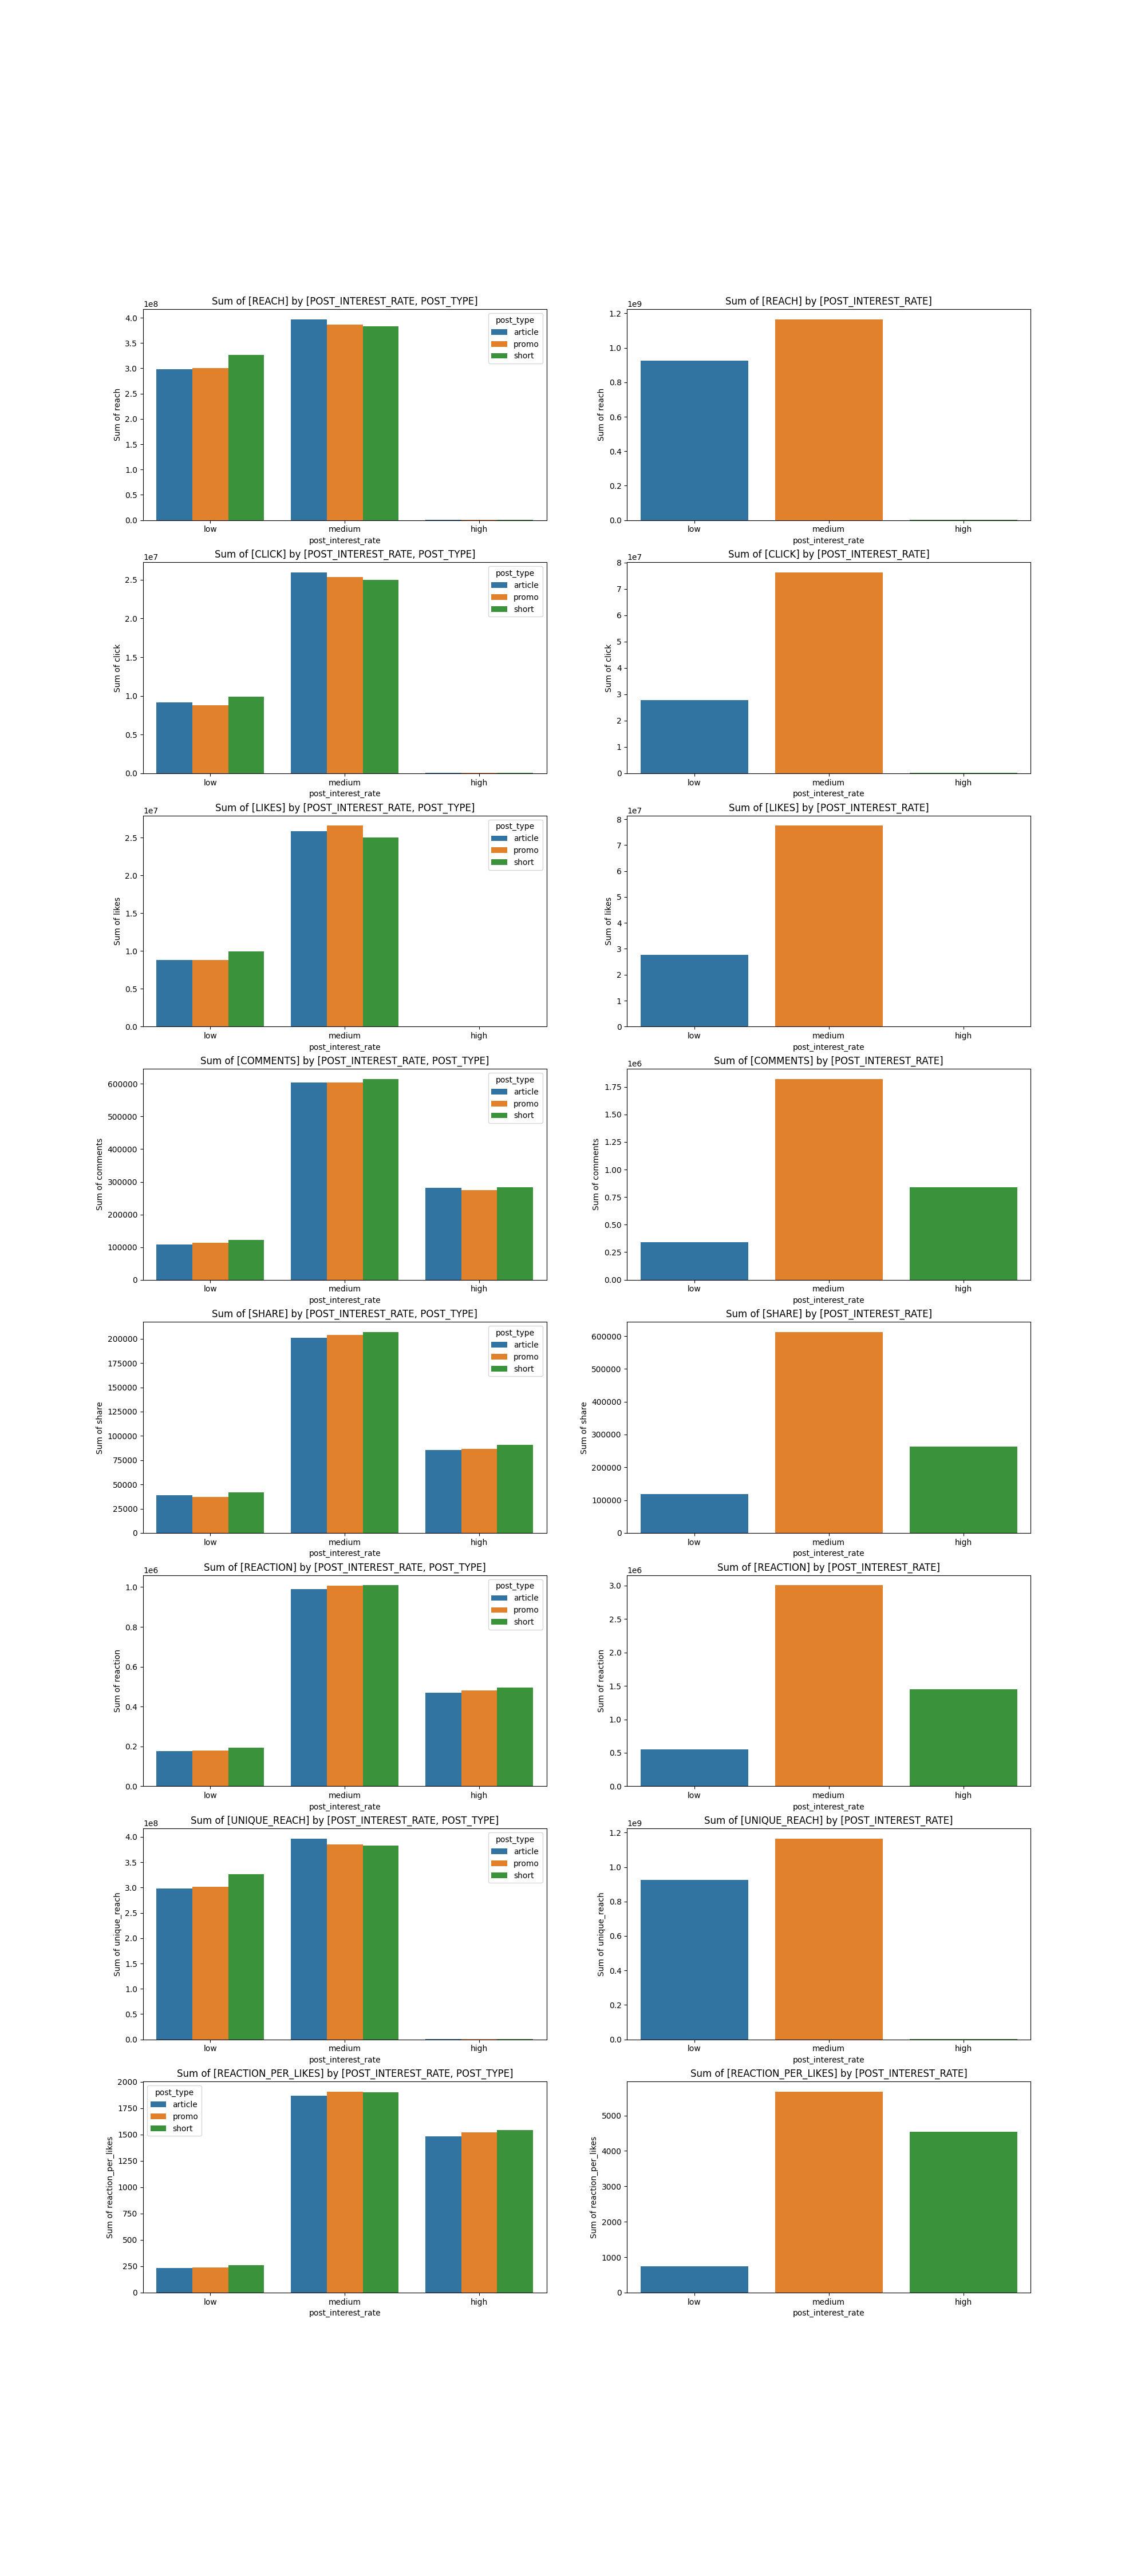 Sum of [REACH] by [POST_INTEREST_RATE, POST_TYPE]
1e8
4.0
3.5
3.0
2.5
2.0
1.5
1.0
0.5
0.0
Sum of reach
post_type
article
promo
short
low
medium
high
post_interest_rate
Sum of [REACH] by [POST_INTEREST_RATE]
1e9
1.2
1.0
0.8
0.6
0.4
0.2
0.0
Sum of reach
low
medium
high
post_interest_rate
Sum of [CLICK] by [POST_INTEREST_RATE, POST_TYPE]
1e7
2.5
2.0
1.5
1.0
0.5
0.0
Sum of click
post_type
article
promo
short
low
medium
high
post_interest_rate
Sum of [CLICK] by [POST_INTEREST_RATE]
1e7
8
7
6
5
4
3
2
1
0
Sum of click
low
medium
high
post_interest_rate
Sum of [LIKES] by [POST_INTEREST_RATE, POST_TYPE]
1e7
2.5
2.0
1.5
1.0
0.5
0.0
Sum of likes
post_type
article
promo
short
low
medium
high
post_interest_rate
Sum of [LIKES] by [POST_INTEREST_RATE]
1e7
8
7
6
5
4
3
2
1
0
Sum of likes
low
medium
high
post_interest_rate
Sum of [COMMENTS] by [POST_INTEREST_RATE, POST_TYPE]
600000
500000
400000
300000
200000
100000
0
Sum of comments
post_type
article
promo
short
low
medium
high
post_interest_rate
Sum of [COMMENTS] by [POST_INTEREST_RATE]
1e6
1.75
1.50
1.25
1.00
0.75
0.50
0.25
0.00
Sum of comments
low
medium
high
post_interest_rate
Sum of [SHARE] by [POST_INTEREST_RATE, POST_TYPE]
200000
175000
150000
125000
100000
75000
50000
25000
0
Sum of share
post_type
article
promo
short
low
medium
high
post_interest_rate
Sum of [SHARE] by [POST_INTEREST_RATE]
600000
500000
400000
300000
200000
100000
0
Sum of share
low
medium
high
post_interest_rate
Sum of [REACTION] by [POST_INTEREST_RATE, POST_TYPE]
1e6
1.0
0.8
0.6
0.4
0.2
0.0
Sum of reaction
post_type
article
promo
short
low
medium
high
post_interest_rate
Sum of [REACTION] by [POST_INTEREST_RATE]
1e6
3.0
2.5
2.0
1.5
1.0
0.5
0.0
Sum of reaction
low
medium
high
post_interest_rate
Sum of [UNIQUE_REACH] by [POST_INTEREST_RATE, POST_TYPE]
1e8
4.0
3.5
3.0
2.5
2.0
1.5
1.0
0.5
0.0
Sum of unique_reach
post_type
article
promo
short
low
medium
high
post_interest_rate
Sum of [UNIQUE_REACH] by [POST_INTEREST_RATE]
1e9
1.2
1.0
0.8
0.6
0.4
0.2
0.0
Sum of unique_reach
low
medium
high
post_interest_rate
Sum of [REACTION_PER_LIKES] by [POST_INTEREST_RATE, POST_TYPE]
2000
1750
1500
1250
1000
750
500
250
0
Sum of reaction_per_likes
post_type
article
promo
short
low
medium
high
post_interest_rate
Sum of [REACTION_PER_LIKES] by [POST_INTEREST_RATE]
5000
4000
3000
2000
1000
0
Sum of reaction_per_likes
low
medium
high
post_interest_rate